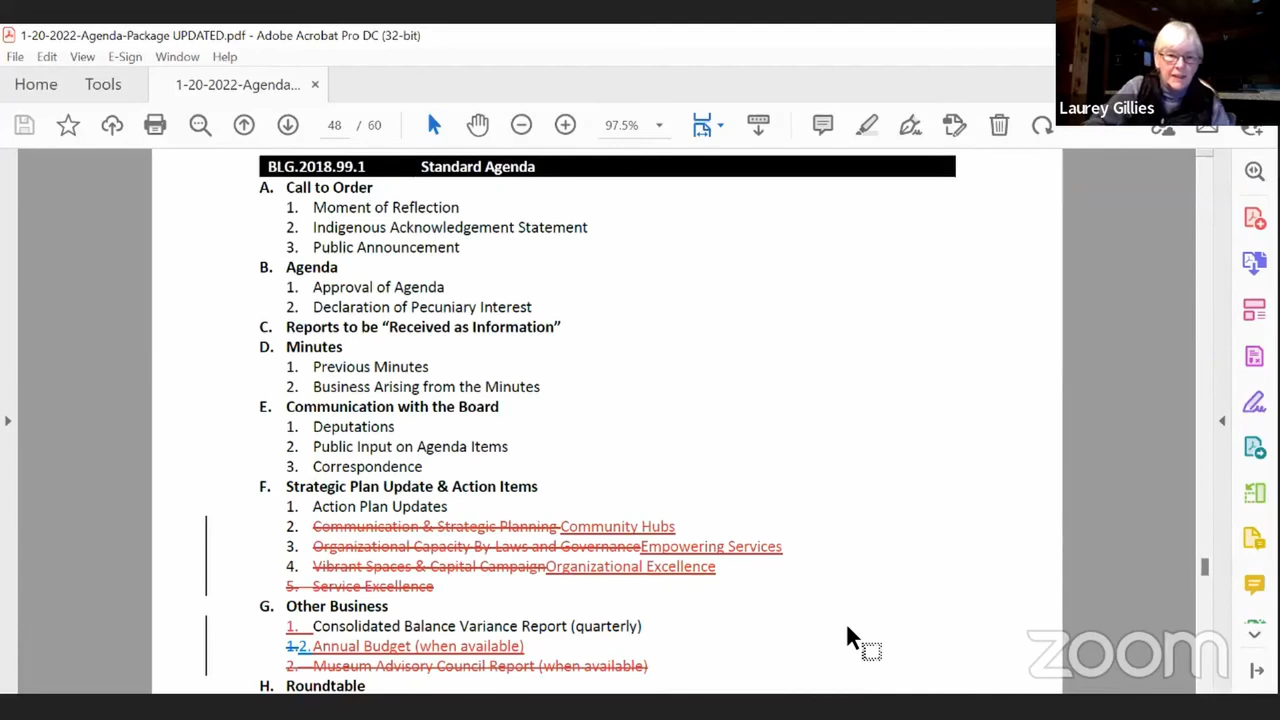 1-20-2022-Agenda-Package UPDATED.pdf - Adobe Acrobat Pro DC (32-bit)
File Edit View E-Sign Window Help
Home Tools 1-20-2022-Agenda... ×
48 / 60 97.5%
Laurey Gillies
BLG.2018.99.1 Standard Agenda
A. Call to Order
1. Moment of Reflection
2. Indigenous Acknowledgement Statement
3. Public Announcement
B. Agenda
1. Approval of Agenda
2. Declaration of Pecuniary Interest
C. Reports to be “Received as Information”
D. Minutes
1. Previous Minutes
2. Business Arising from the Minutes
E. Communication with the Board
1. Deputations
2. Public Input on Agenda Items
3. Correspondence
F. Strategic Plan Update & Action Items
1. Action Plan Updates
2. Communication & Strategic Planning Community Hubs
3. Organizational Capacity By Laws and GovernanceEmpowering Services
4. Vibrant Spaces & Capital CampaignOrganizational Excellence
5. Service Excellence
G. Other Business
1. Consolidated Balance Variance Report (quarterly)
1.2. Annual Budget (when available)
2. Museum Advisory Council Report (when available)
H. Roundtable
zoom